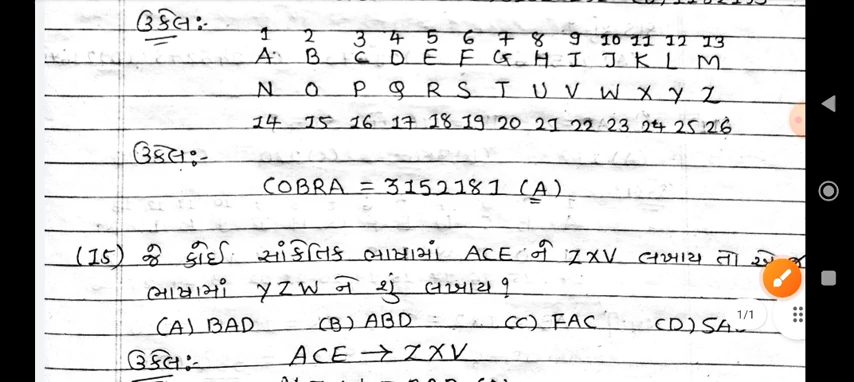 ઉકેલ:-
1 2 3 4 5 6 7 8 9 10 11 12 13
A B C D E F G H I J K L M
N O P Q R S T U V W X Y Z
14 15 16 17 18 19 20 21 22 23 24 25 26
ઉકેલ:-
COBRA = 3152181 (A)
(15) જે કોઈ સાંકેતિક ભાષામાં ACE ને ZXV લખાય તો એ જ
ભાષામાં YZW ને શું લખાય ?
(A) BAD (B) ABD (C) FAC (D)
1/1
ઉકેલ:- ACE → ZXV